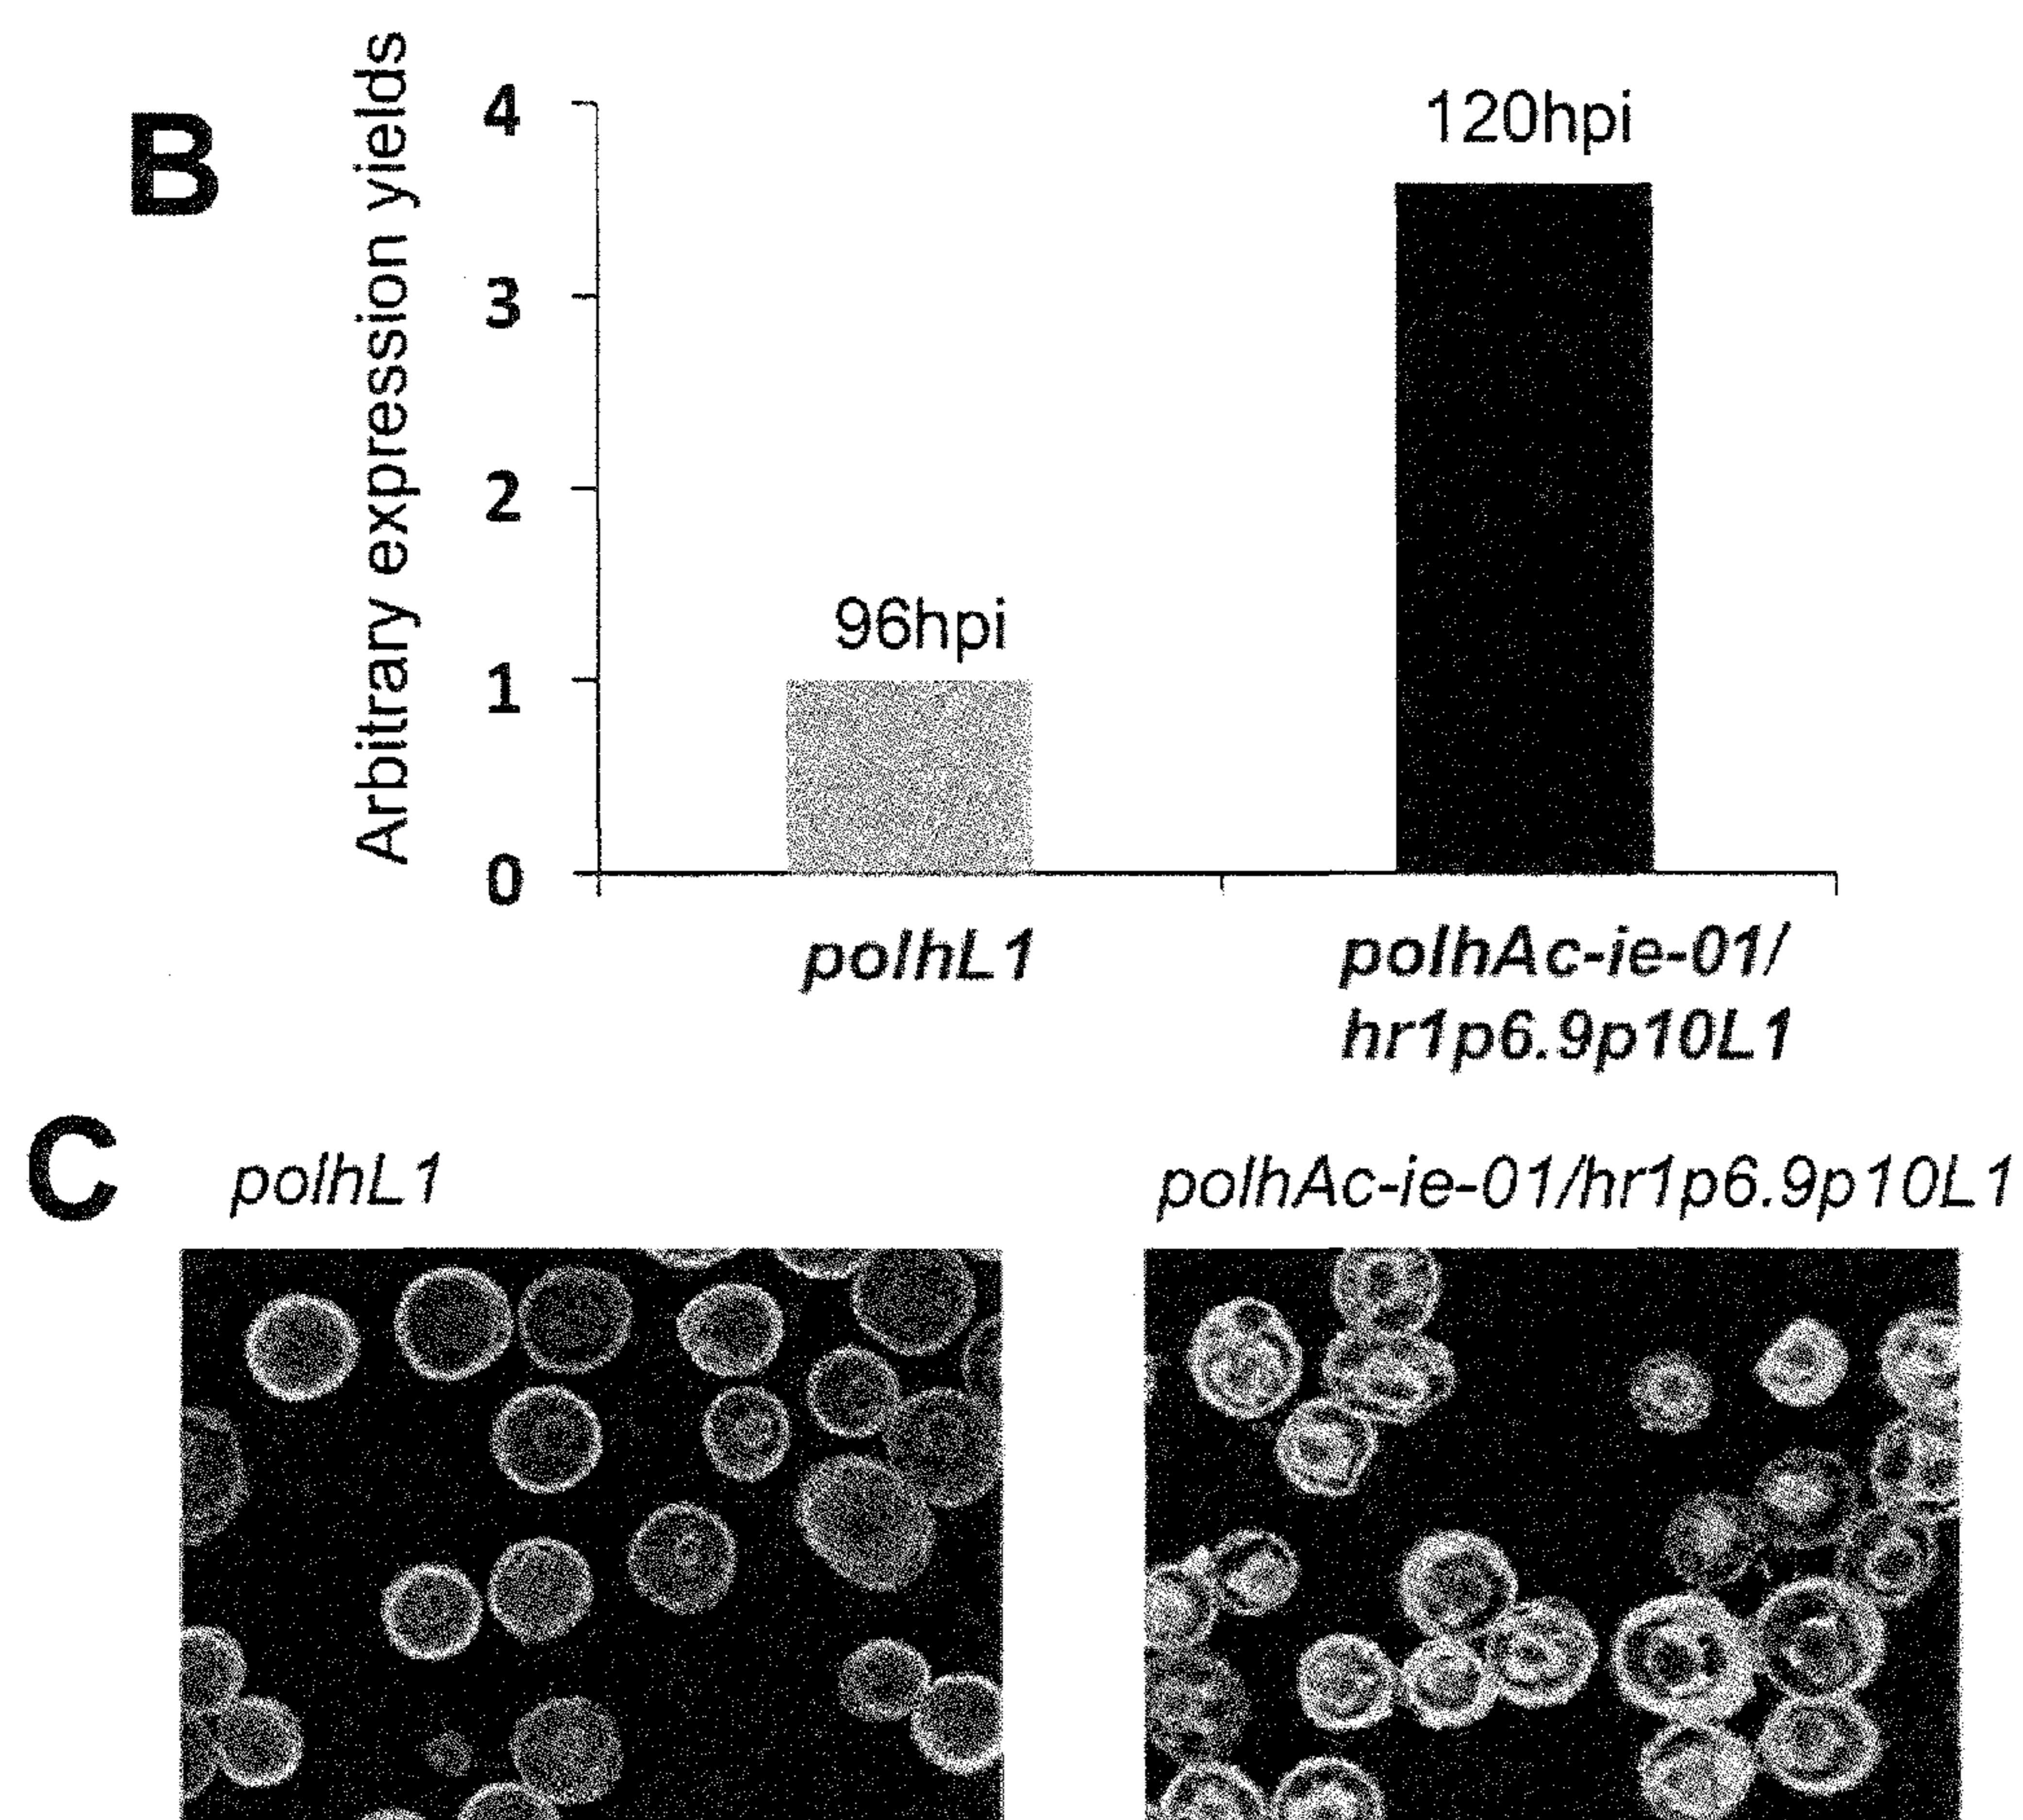 B
Arbitrary expression yields
4
3
2
1
0
120hpi
96hpi
polhL1
polhAc-ie-01/
hr1p6.9p10L1
C
polhL1
polhAc-ie-01/hr1p6.9p10L1